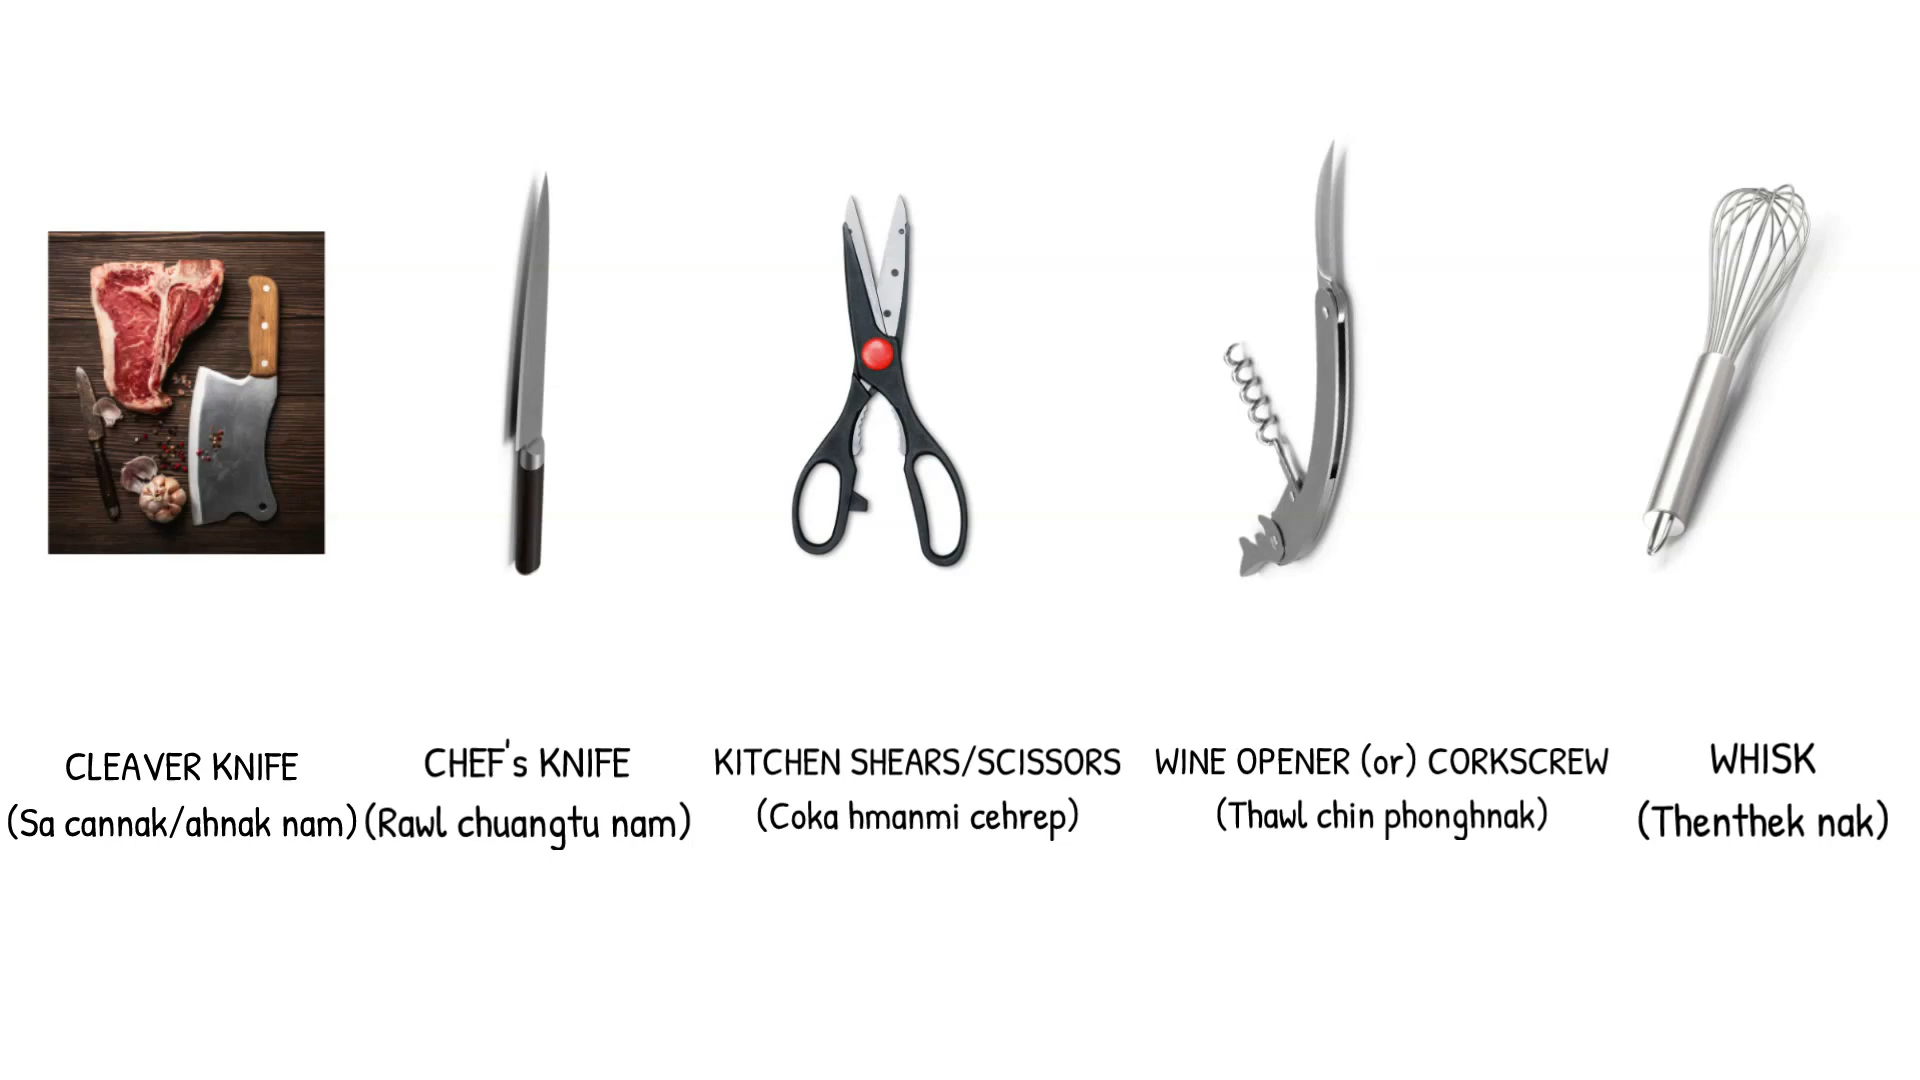 CLEAVER KNIFE
(Sa cannak/ahnak nam)
CHEF's KNIFE
(Rawl chuangtu nam)
KITCHEN SHEARS/SCISSORS
(Coka hmanmi cehrep)
WINE OPENER (or) CORKSCREW
(Thawl chin phonghnak)
WHISK
(Thenthek nak)